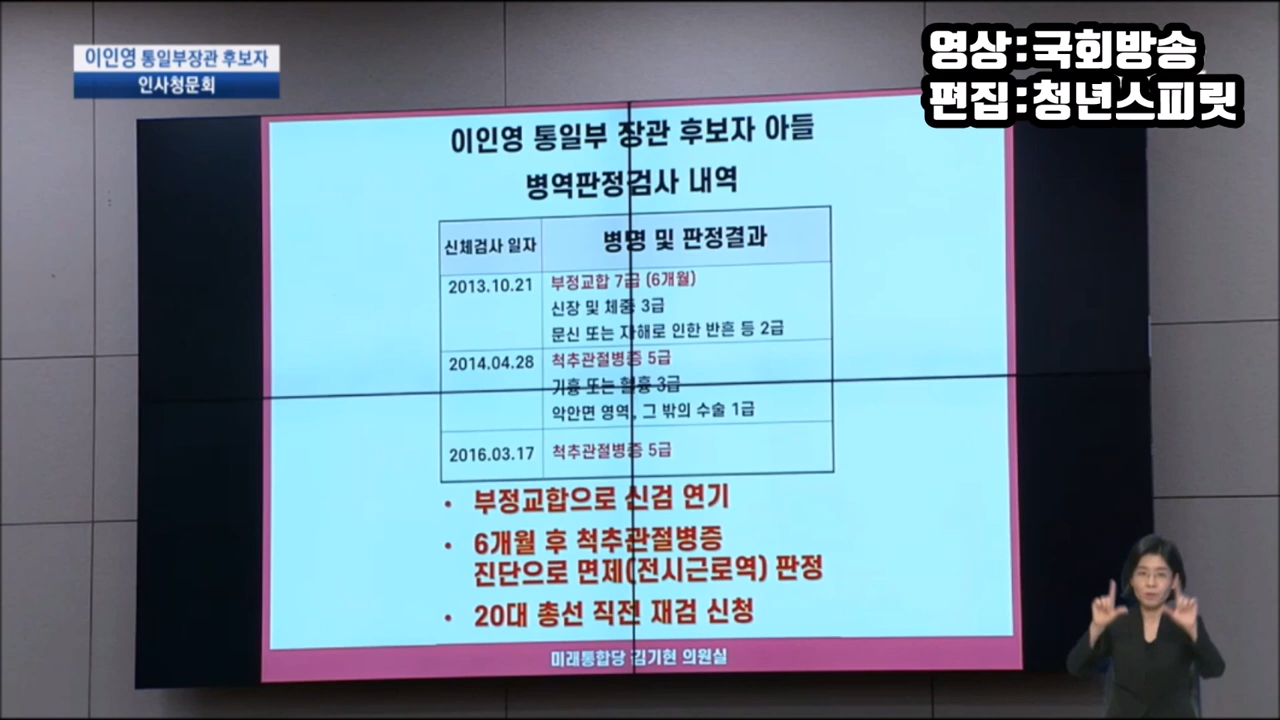 이인영 통일부장관 후보자
인사청문회
영상:국회방송
편집:청년스피릿
이인영 통일부 장관 후보자 아들
병역판정검사 내역
신체검사 일자 병명 및 판정결과
2013.10.21 부정교합 7급 (6개월)
신장 및 체중 3급
문신 또는 자해로 인한 반흔 등 2급
2014.04.28 척추관절병증 5급
기흉 또는 혈흉 3급
악안면 영역, 그 밖의 수술 1급
2016.03.17 척추관절병증 5급
• 부정교합으로 신검 연기
• 6개월 후 척추관절병증
진단으로 면제(전시근로역) 판정
• 20대 총선 직전 재검 신청
미래통합당 김기현 의원실